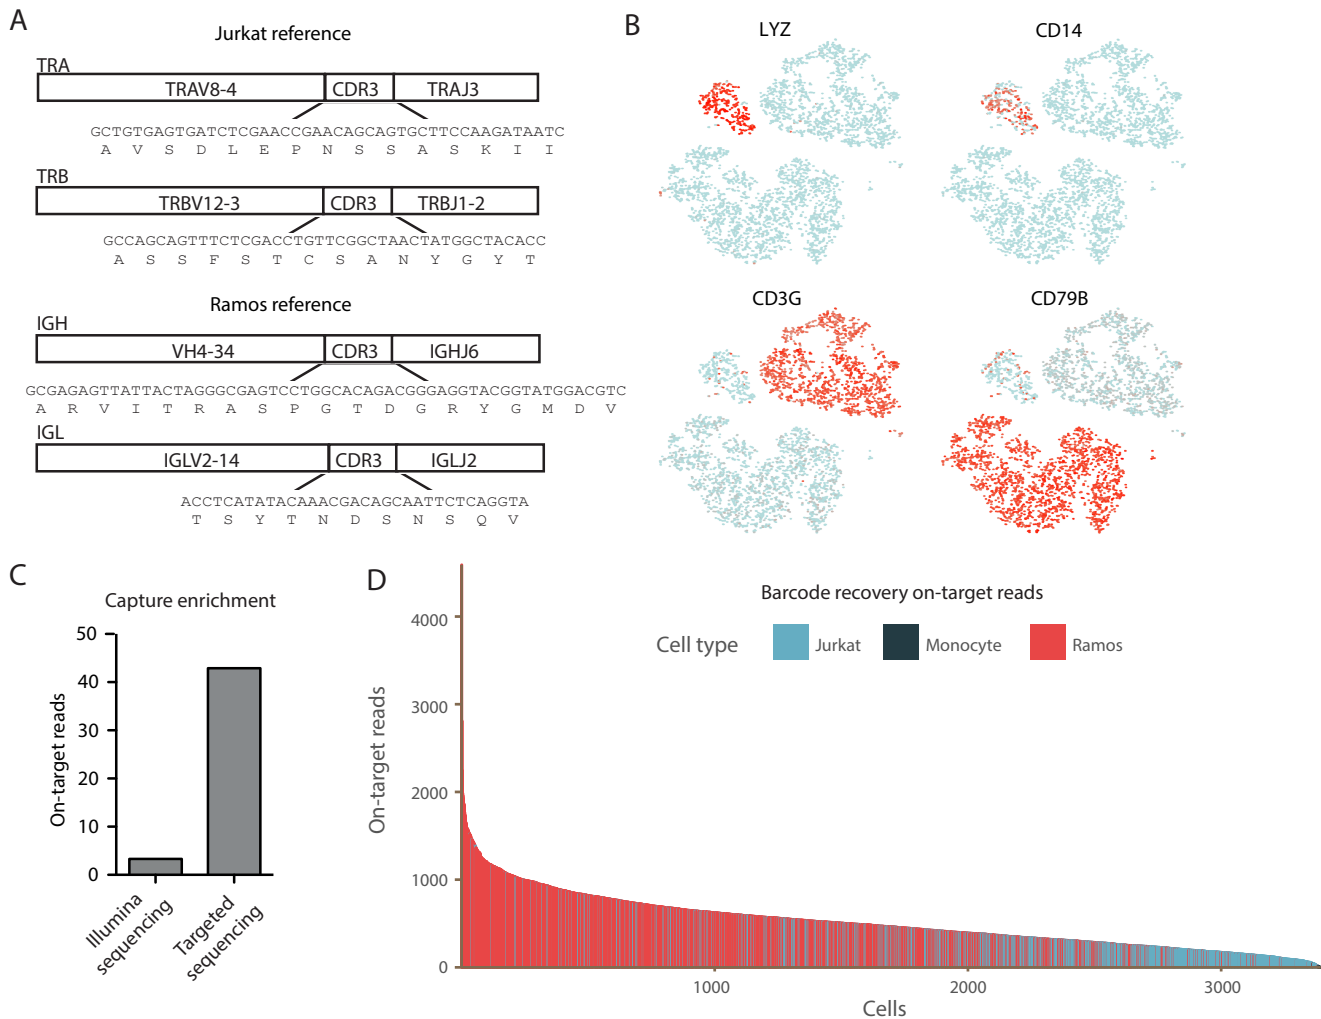 A
Jurkat reference
TRA
TRAV8-4 CDR3 TRAJ3
GCTGTGAGTGATCTCGAACCGAACAGCAGTGCTTCCAAGATAATC
A V S D L E P N S S A S K I I
TRB
TRBV12-3 CDR3 TRBJ1-2
GCCAGCAGTTTCTCGACCTGTTCGGCTAACTATGGCTACACC
A S S F S T C S A N Y G Y T
Ramos reference
IGH
VH4-34 CDR3 IGHJ6
GCGAGAGTTATTACTAGGGCGAGTCCTGGCACAGACGGGAGGTACGGTATGGACGTC
A R V I T R A S P G T D G R Y G M D V
IGL
IGLV2-14 CDR3 IGLJ2
ACCTCATATACAAACGACAGCAATTCTCAGGTA
T S Y T N D S N S Q V
B
LYZ CD14
CD3G CD79B
C
Capture enrichment
On-target reads
50
40
30
20
10
0
Illumina sequencing
Targeted sequencing
D
Barcode recovery on-target reads
Cell type Jurkat Monocyte Ramos
On-target reads
4000
3000
2000
1000
0
1000 2000 3000
Cells